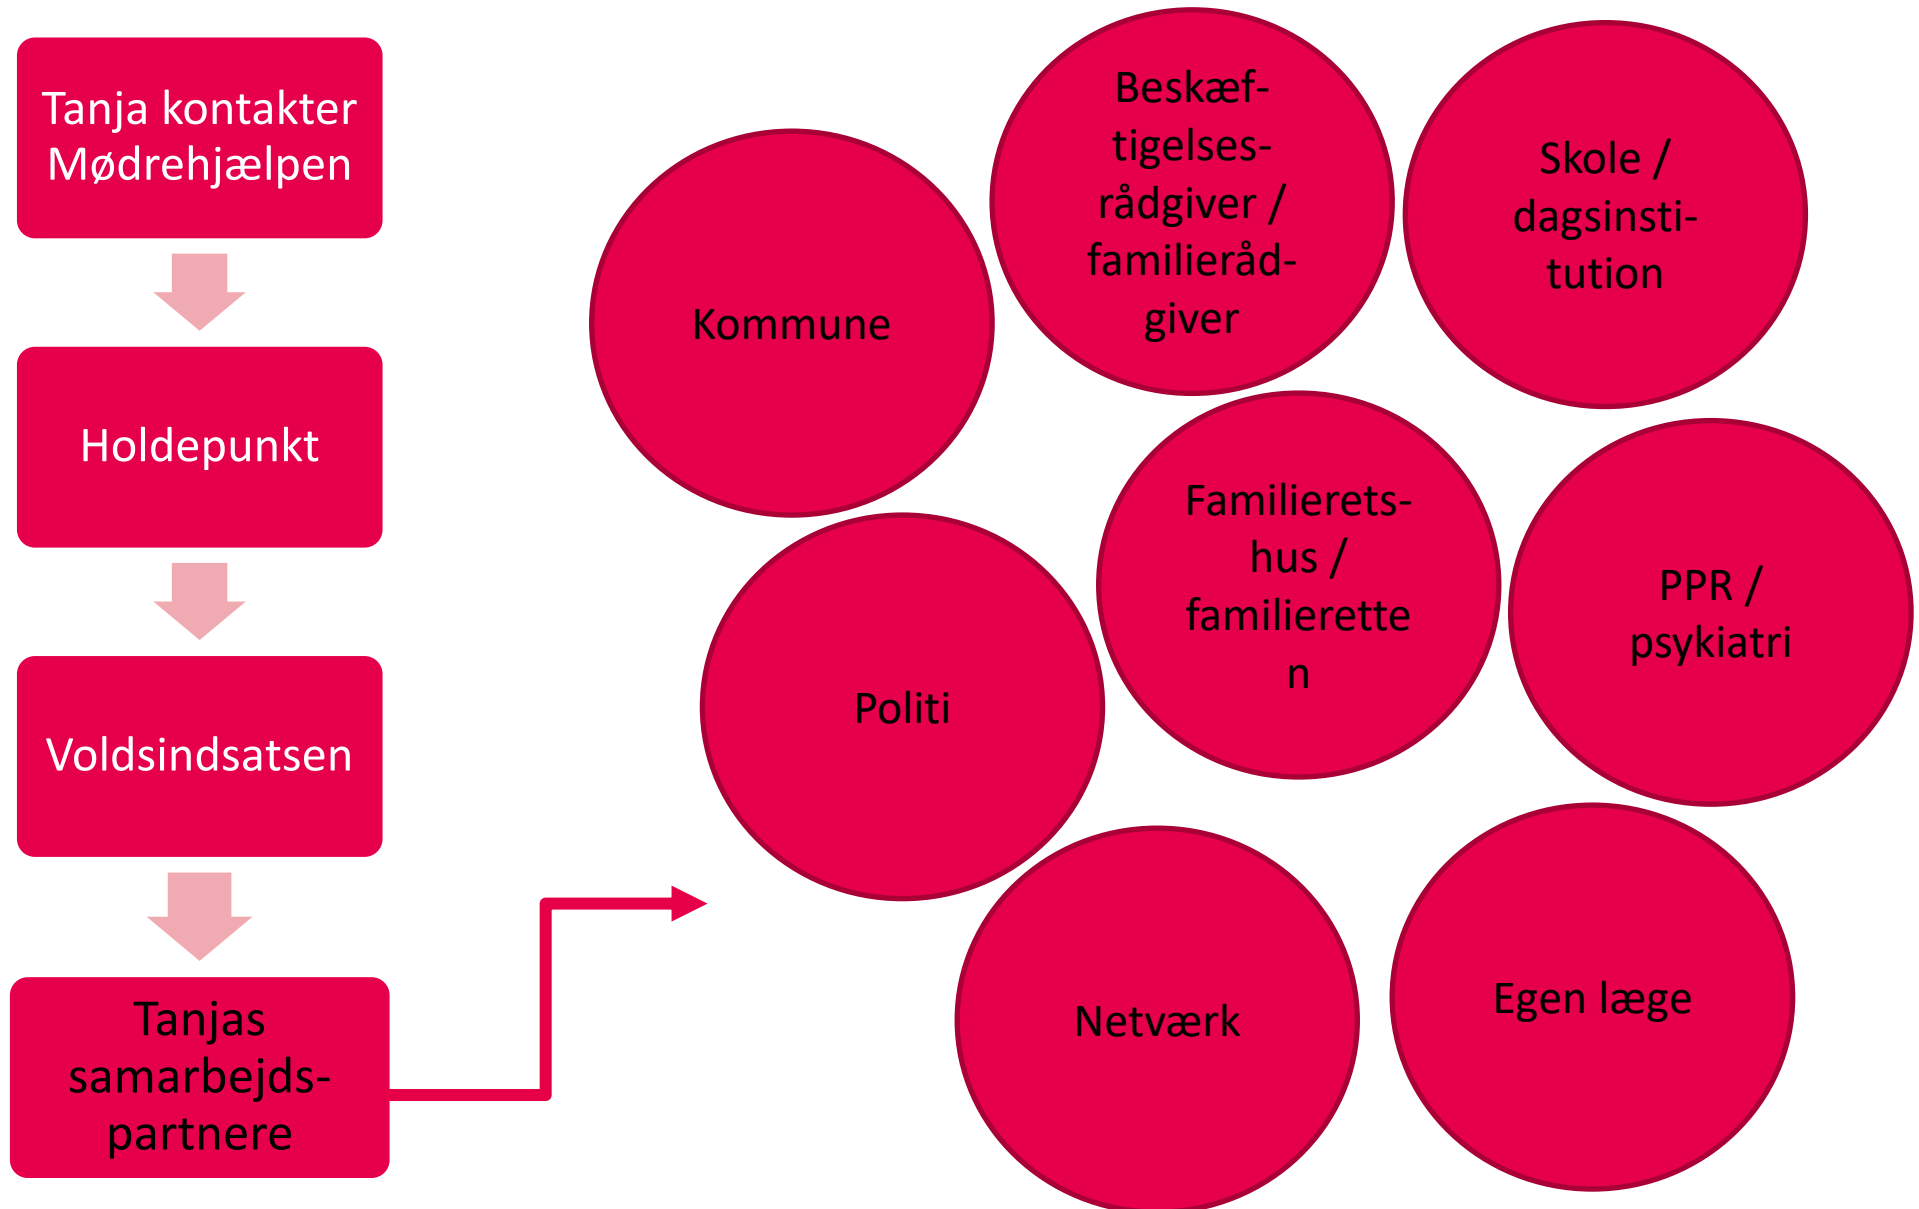 Tanja kontakter
Mødrehjælpen
Holdepunkt
Voldsindsatsen
Tanjas
samarbejds-
partnere
Kommune
Beskæf-
tigelses-
rådgiver /
familieråd-
giver
Skole /
dagsinsti-
tution
Familierets-
hus /
familierette
n
PPR /
psykiatri
Politi
Netværk
Egen læge